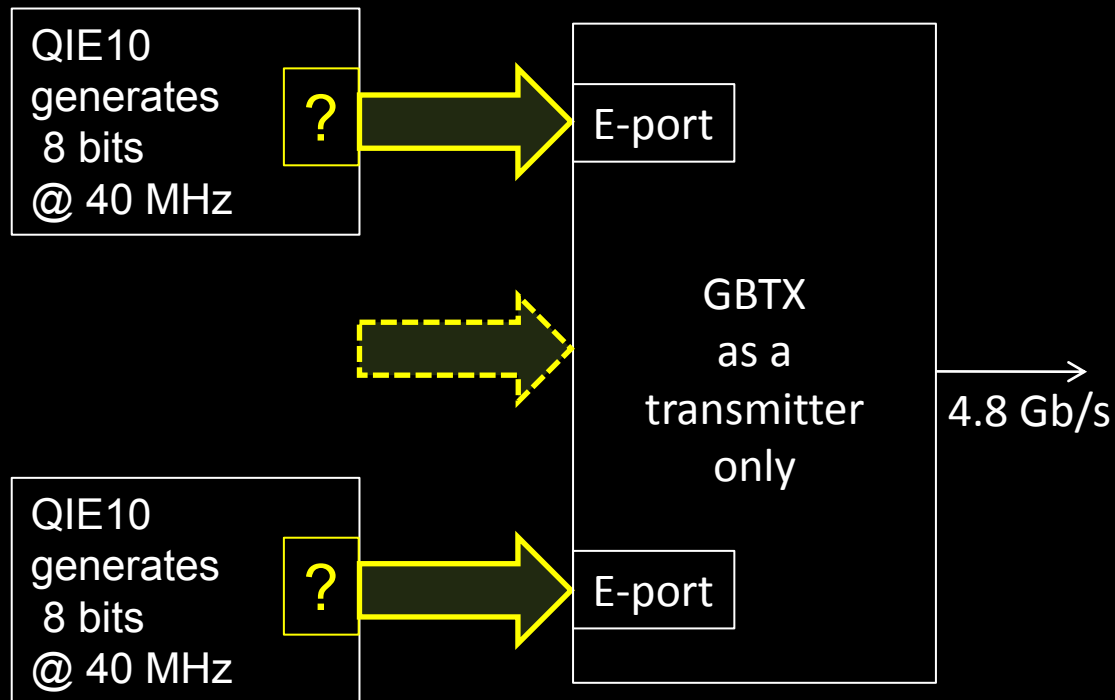 QIE10
generates
8 bits
@ 40 MHz
?
E-port
GBTX
as a
transmitter
only
4.8 Gb/s
QIE10
generates
8 bits
@ 40 MHz
?
E-port